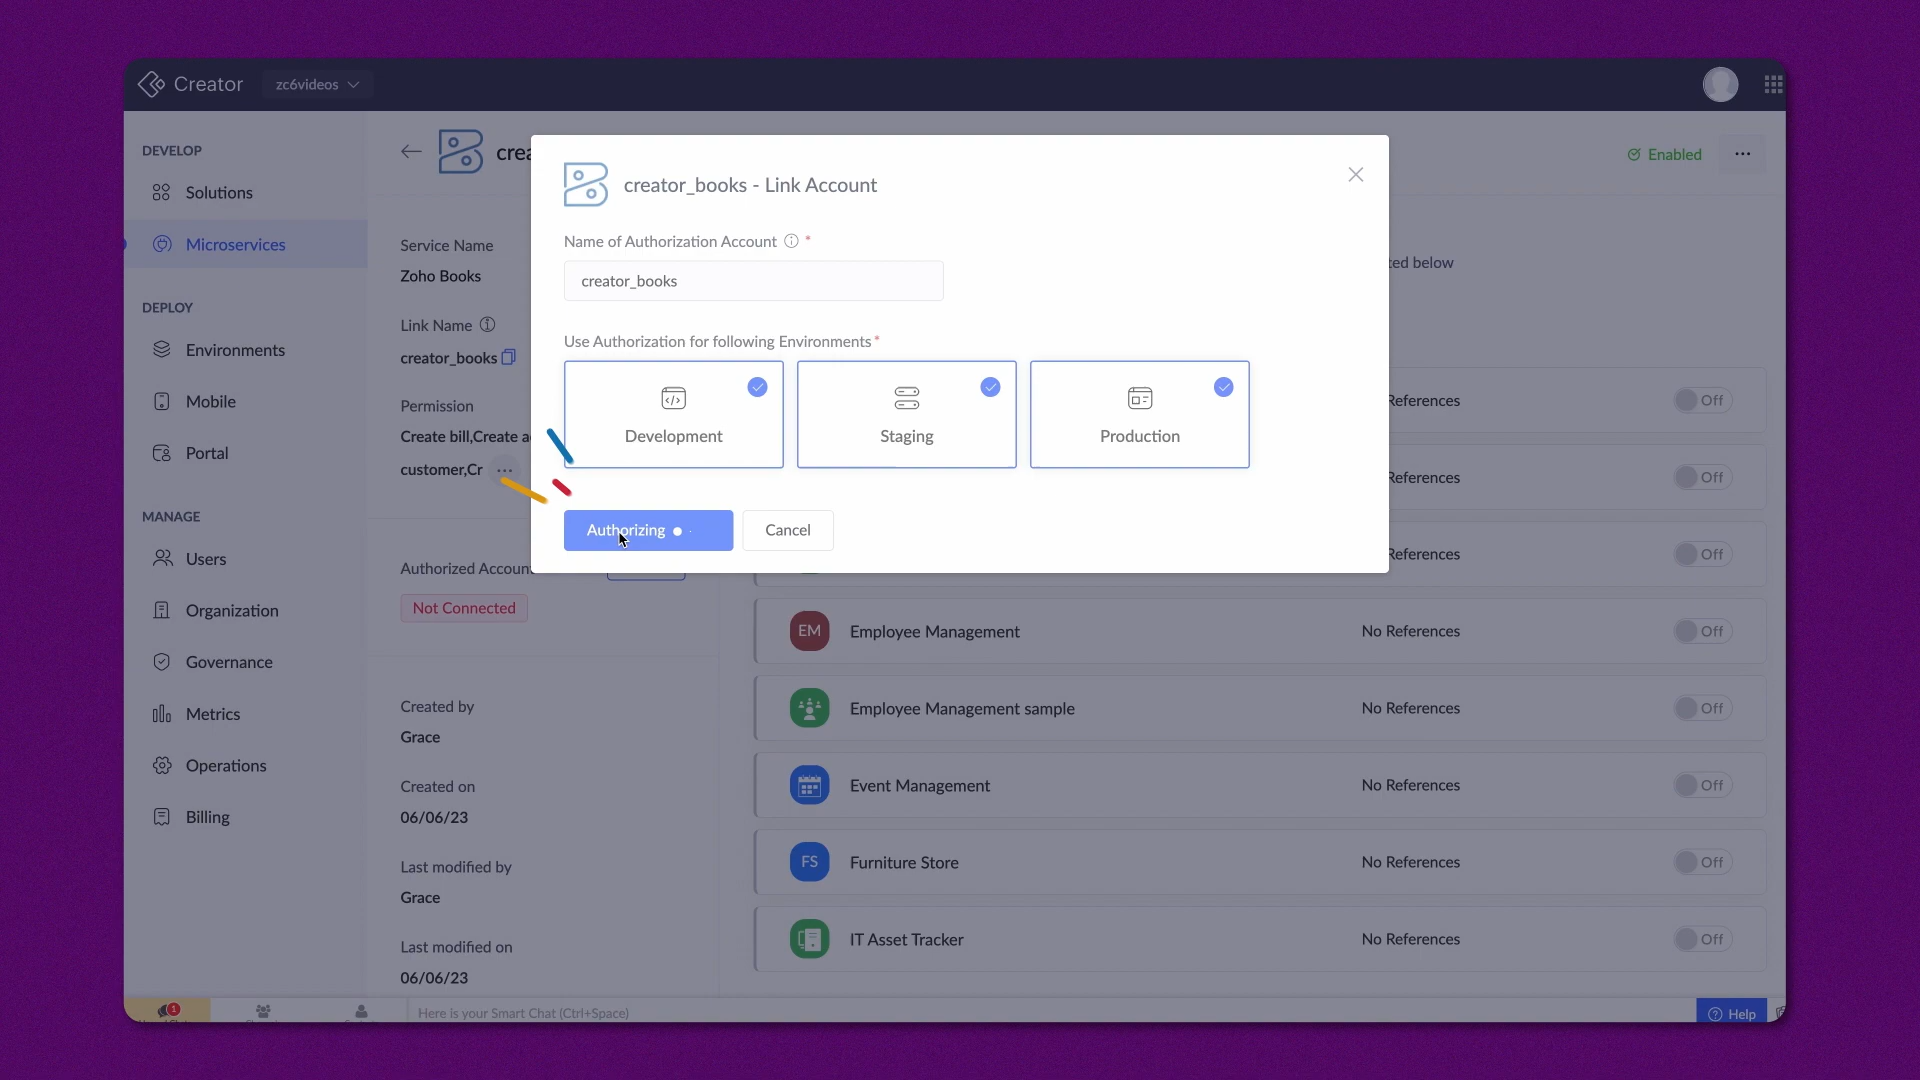 Creator
zc6videos
DEVELOP
Solutions
Microservices
DEPLOY
Environments
Mobile
Portal
MANAGE
Users
Organization
Governance
Metrics
Operations
Billing
Enabled
...
Service Name
Zoho Books
Link Name
creator_books
Permission
Create bill,Create
customer,Cr ...
Authorized
Not Connected
Created by
Grace
Created on
06/06/23
Last modified by
Grace
Last modified on
06/06/23
creator_books - Link Account
Name of Authorization Account *
creator_books
Use Authorization for following Environments *
Development
Staging
Production
Authorizing
Cancel
below
References
Off
References
Off
References
Off
EM Employee Management No References Off
Employee Management sample No References Off
Event Management No References Off
FS Furniture Store No References Off
IT Asset Tracker No References Off
1
Here is your Smart Chat (Ctrl+Space)
Help